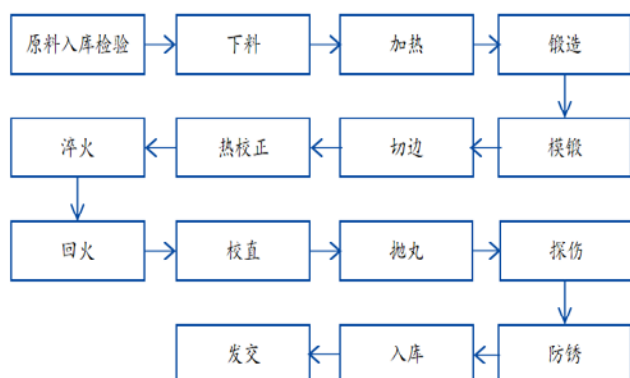 原料入库检验
下料
加热
锻造
模锻
切边
热校正
淬火
回火
校直
抛丸
探伤
防锈
入库
发交